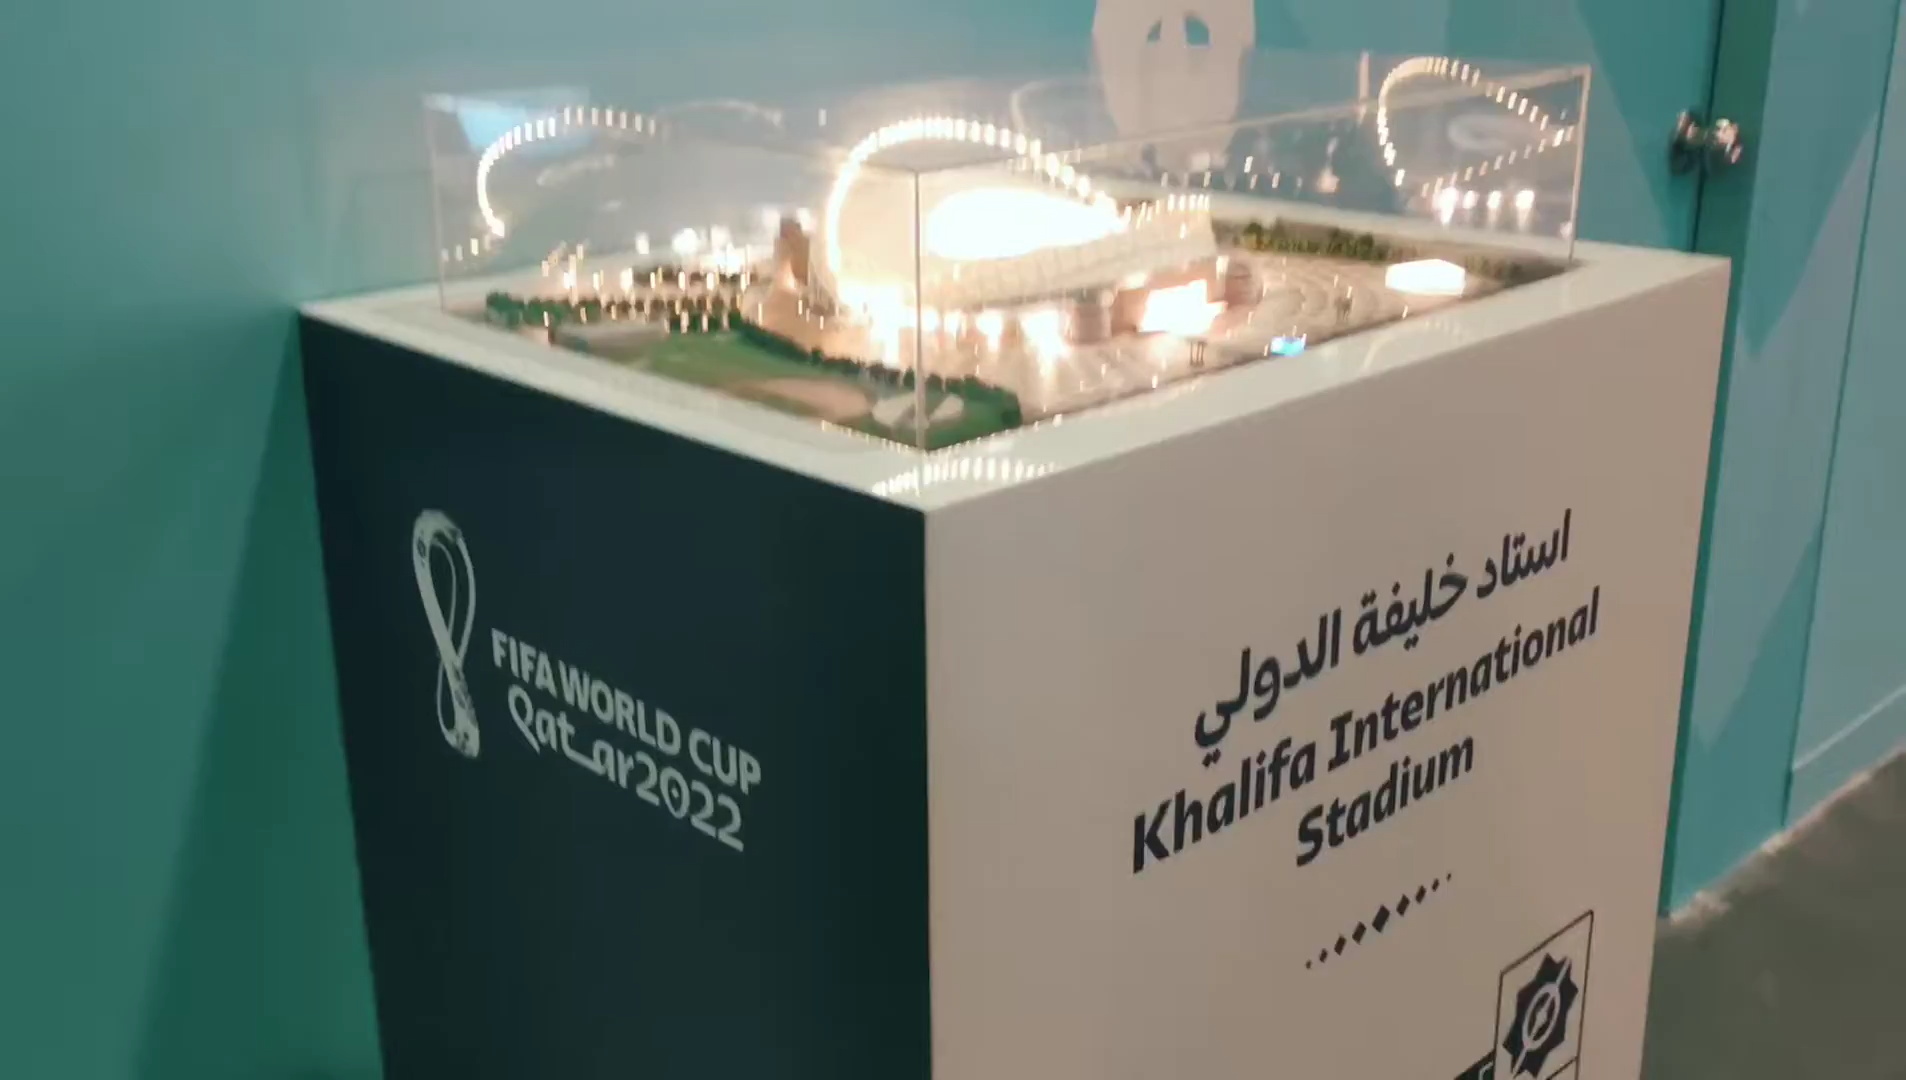 FIFA WORLD CUP
Qatar2022
استاد خليفة الدولي
Khalifa International
Stadium